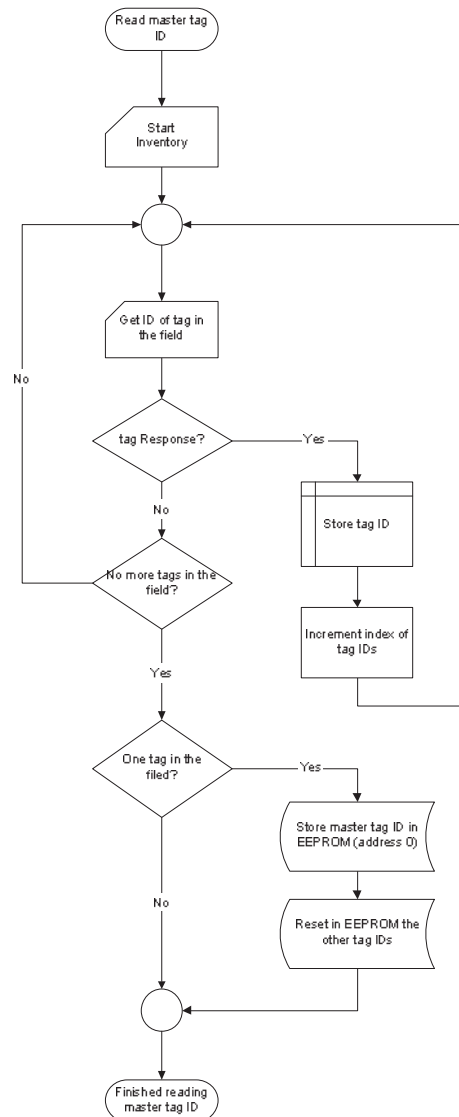 Read master tag
ID
Start
Inventory
Get ID of tag in
the field
No
tag Response?
Yes
Store tag ID
No
No more tags in the
field?
Increment index of
tag IDs
Yes
One tag in the
filed?
Yes
Store master tag ID in
EEPROM (address 0)
No
Reset in EEPROM the
other tag IDs
Finished reading
master tag ID